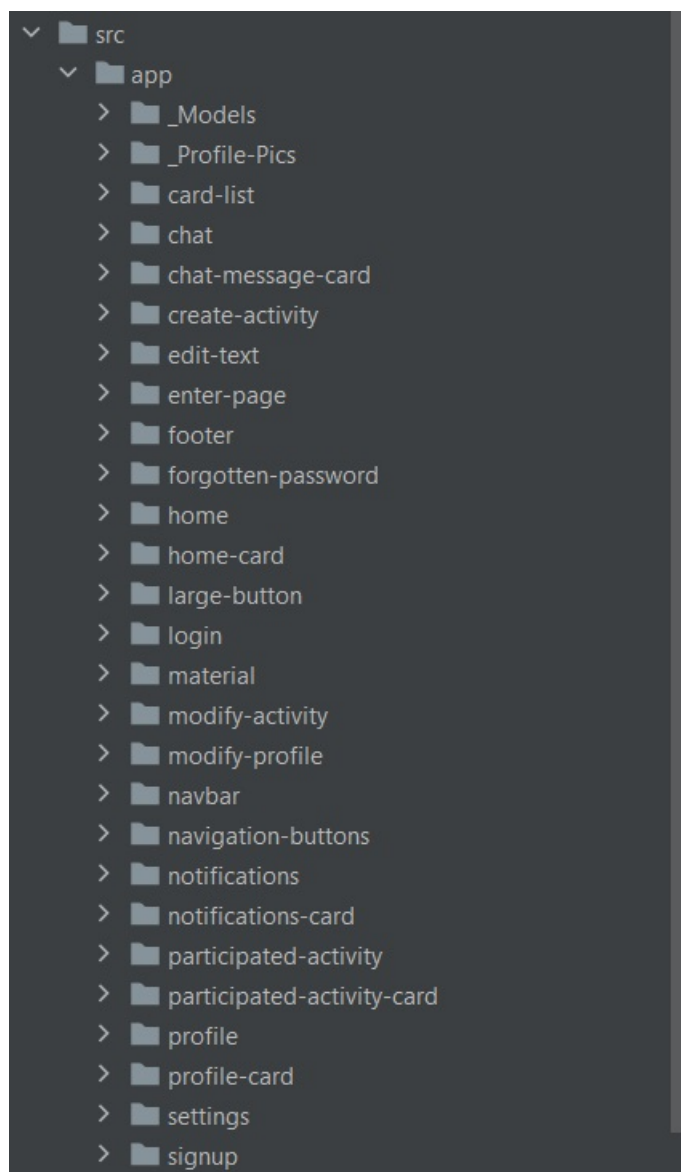 src
app
_Models
_Profile-Pics
card-list
chat
chat-message-card
create-activity
edit-text
enter-page
footer
forgotten-password
home
home-card
large-button
login
material
modify-activity
modify-profile
navbar
navigation-buttons
notifications
notifications-card
participated-activity
participated-activity-card
profile
profile-card
settings
signup